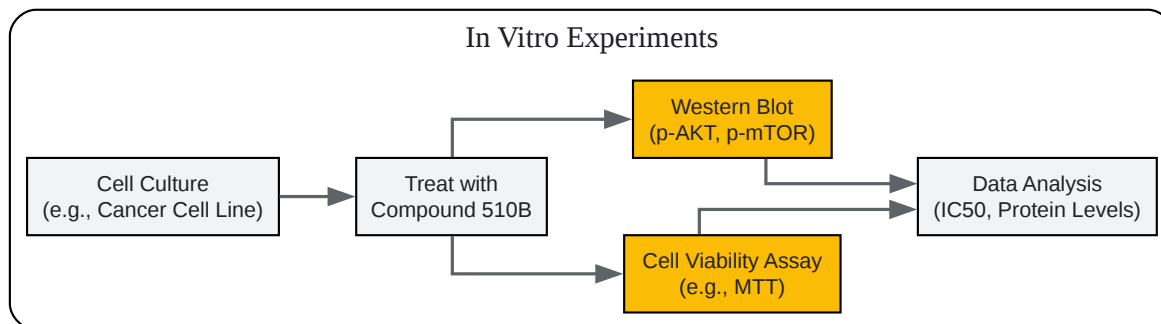 In Vitro Experiments
Cell Culture
(e.g., Cancer Cell Line)
Treat with
Compound 510B
Western Blot
(p-AKT, p-mTOR)
Cell Viability Assay
(e.g., MTT)
Data Analysis
(IC50, Protein Levels)